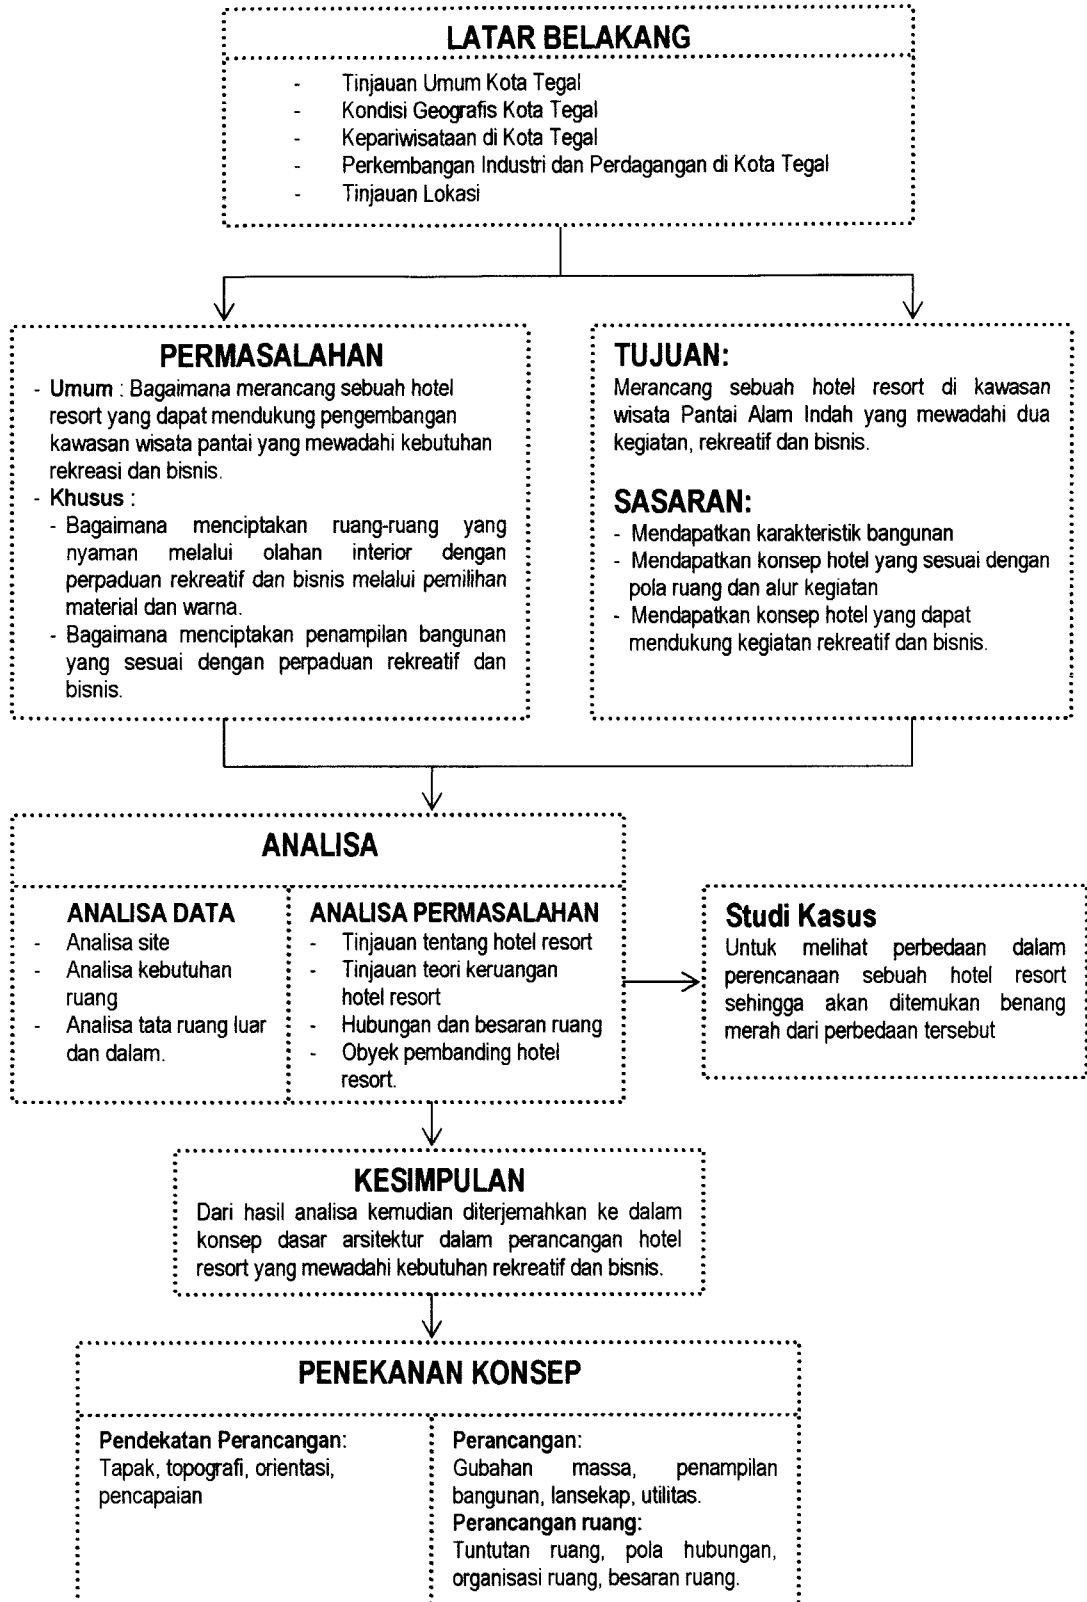 LATAR BELAKANG
- Tinjauan Umum Kota Tegal
- Kondisi Geografis Kota Tegal
- Kepariwisataan di Kota Tegal
- Perkembangan Industri dan Perdagangan di Kota Tegal
- Tinjauan Lokasi
PERMASALAHAN
- Umum : Bagaimana merancang sebuah hotel
resort yang dapat mendukung pengembangan
kawasan wisata pantai yang mewadahi kebutuhan
rekreasi dan bisnis.
- Khusus :
- Bagaimana menciptakan ruang-ruang yang
nyaman melalui olahan interior dengan
perpaduan rekreatif dan bisnis melalui pemilihan
material dan warna.
- Bagaimana menciptakan penampilan bangunan
yang sesuai dengan perpaduan rekreatif dan
bisnis.
TUJUAN:
Merancang sebuah hotel resort di kawasan
wisata Pantai Alam Indah yang mewadahi dua
kegiatan, rekreatif dan bisnis.
SASARAN:
- Mendapatkan karakteristik bangunan
- Mendapatkan konsep hotel yang sesuai dengan
pola ruang dan alur kegiatan
- Mendapatkan konsep hotel yang dapat
mendukung kegiatan rekreatif dan bisnis.
ANALISA
ANALISA DATA
- Analisa site
- Analisa kebutuhan
ruang
- Analisa tata ruang luar
dan dalam.
ANALISA PERMASALAHAN
- Tinjauan tentang hotel resort
- Tinjauan teori keruangan
hotel resort
- Hubungan dan besaran ruang
- Obyek pembanding hotel
resort.
Studi Kasus
Untuk melihat perbedaan dalam
perencanaan sebuah hotel resort
sehingga akan ditemukan benang
merah dari perbedaan tersebut
KESIMPULAN
Dari hasil analisa kemudian diterjemahkan ke dalam
konsep dasar arsitektur dalam perancangan hotel
resort yang mewadahi kebutuhan rekreatif dan bisnis.
PENEKANAN KONSEP
Pendekatan Perancangan:
Tapak, topografi, orientasi,
pencapaian
Perancangan:
Gubahan massa, penampilan
bangunan, lansekap, utilitas.
Perancangan ruang:
Tuntutan ruang, pola hubungan,
organisasi ruang, besaran ruang.